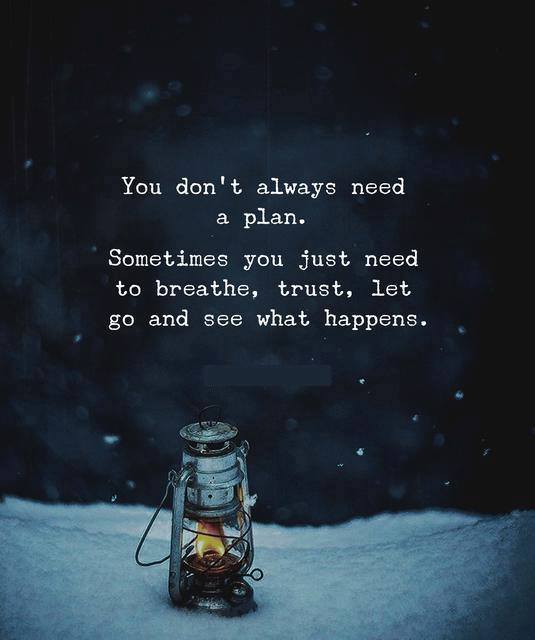 You don't always need
a plan.
Sometimes you just need
to breathe, trust, let
go and see what happens.